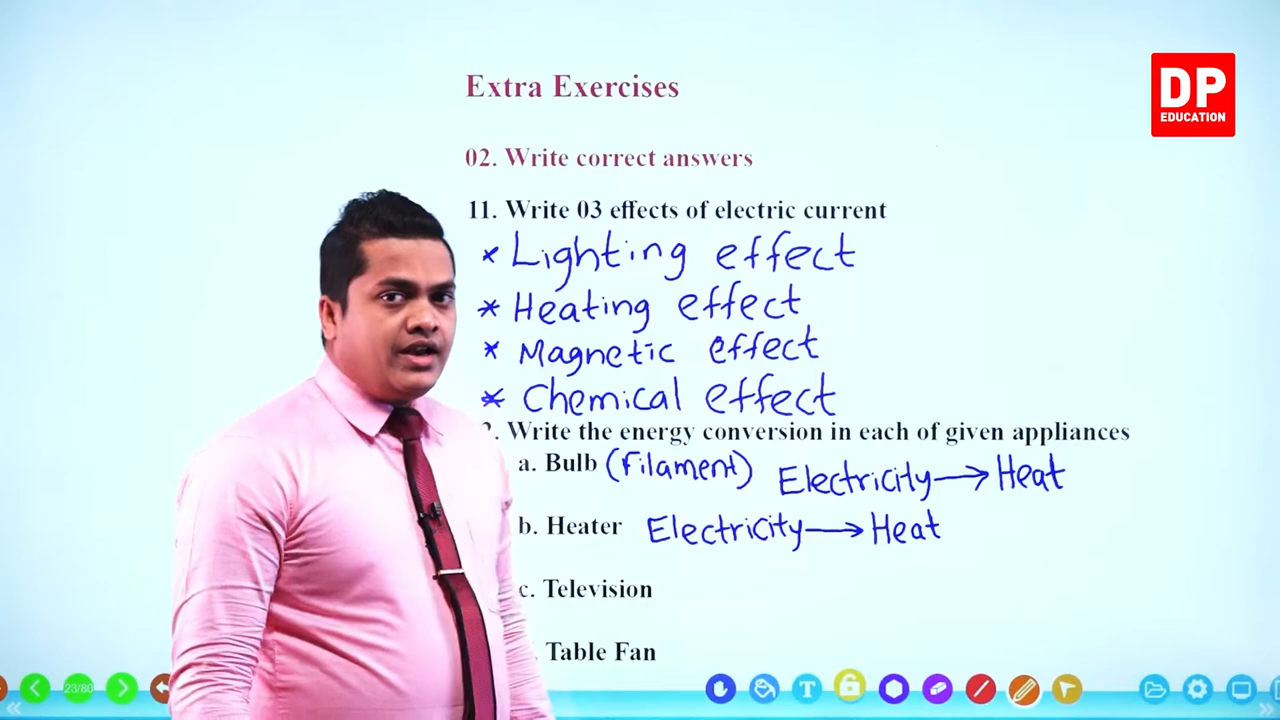 DP
EDUCATION
Extra Exercises
02. Write correct answers
11. Write 03 effects of electric current
* Lighting effect
* Heating effect
* Magnetic effect
* Chemical effect
. Write the energy conversion in each of given appliances
a. Bulb (Filament) Electricity → Heat
b. Heater Electricity → Heat
c. Television
. Table Fan
23/80
T